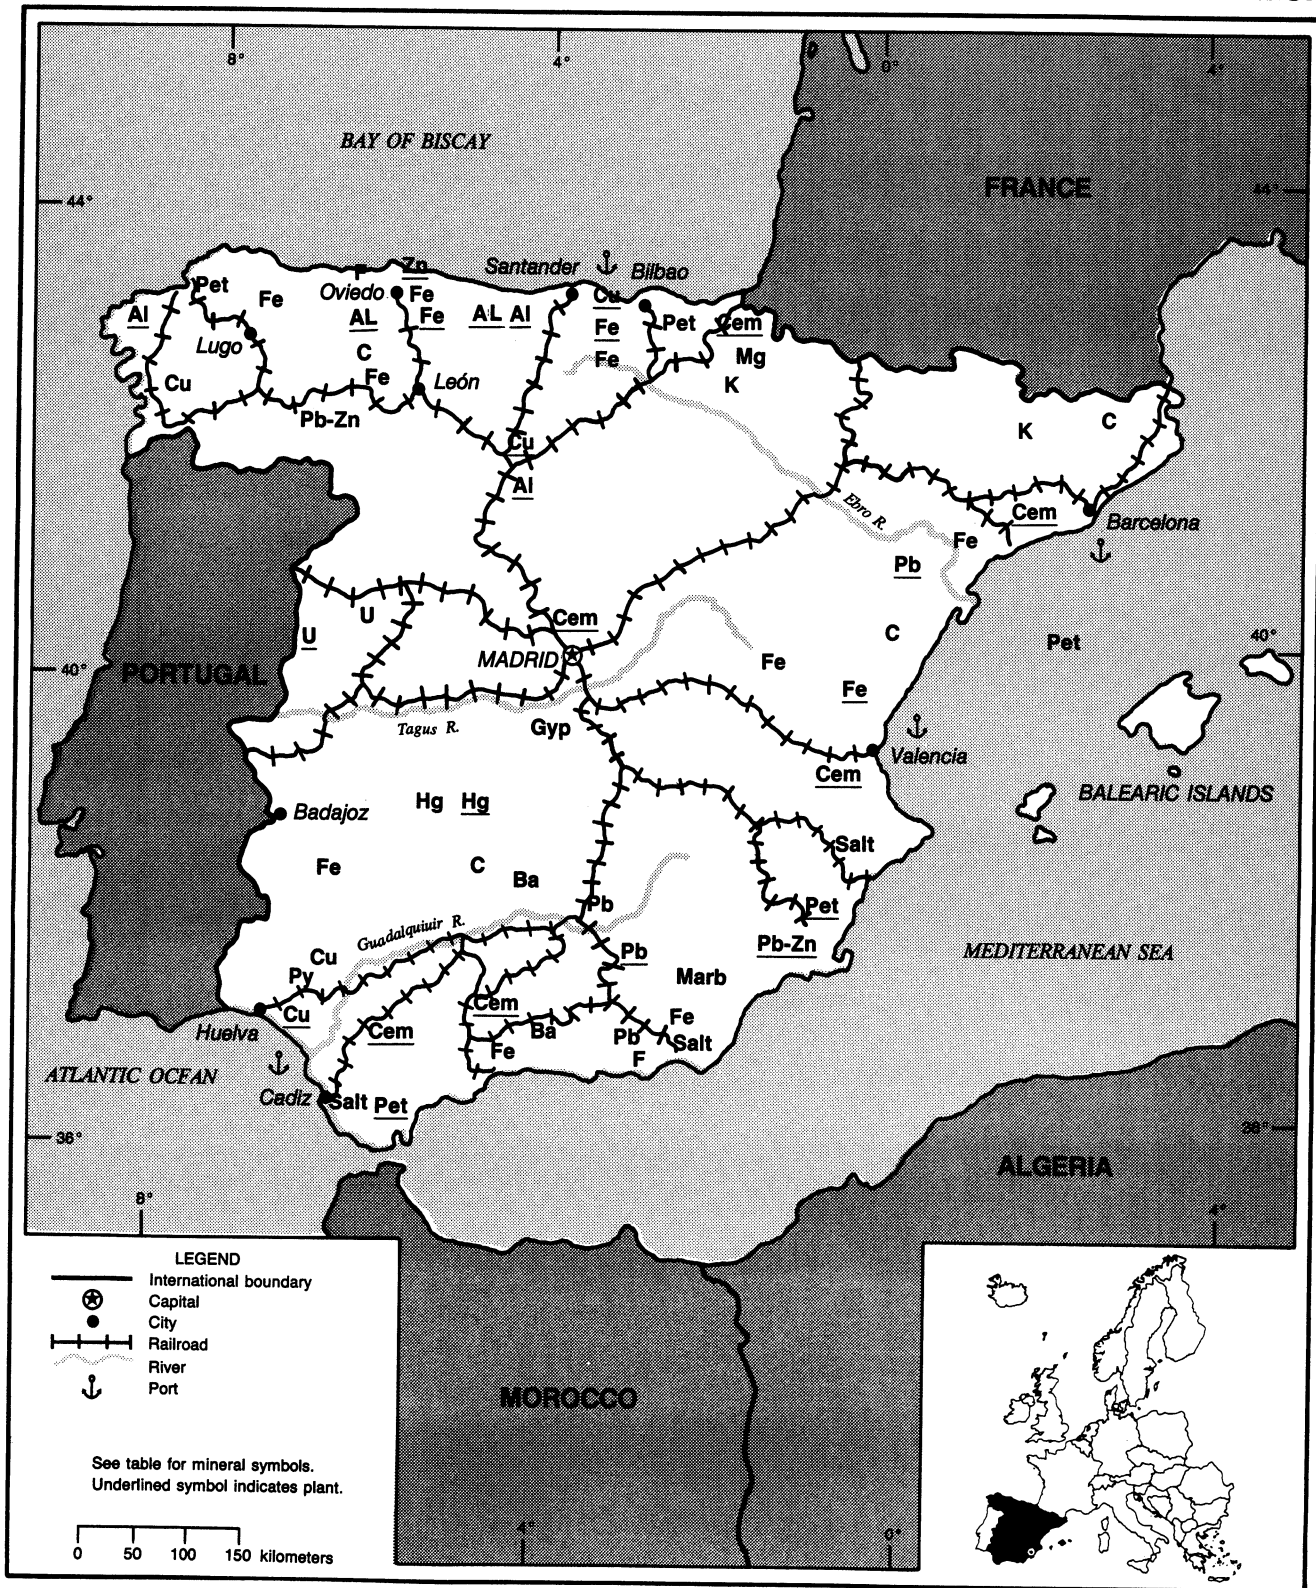 8°
4°
0°
4°
BAY OF BISCAY
FRANCE
44°
44°
Santander
Bilbao
F
Zn
Pet
Fe
Oviedo
Fe
Cu
Al
AL
Fe
AL Al
Fe
Pet
Cem
Lugo
C
Fe
Mg
Cu
Fe
León
K
Pb-Zn
C
K
Cu
Al
Ebro R.
Cem
Barcelona
Fe
Pb
U
U
Cem
C
Pet
40°
MADRID
Fe
40°
PORTUGAL
Fe
Tagus R.
Gyp
Valencia
Cem
BALEARIC ISLANDS
Hg Hg
Badajoz
Salt
Fe
C
Ba
Pb
Pet
Guadalquiuir R.
Pb-Zn
Cu
Pb
MEDITERRANEAN SEA
Py
Marb
Cu
Cem
Huelva
Cem
Ba
Fe
Pb
Salt
Fe
F
ATLANTIC OCEAN
Cadiz
Salt Pet
36°
36°
ALGERIA
8°
4°
LEGEND
International boundary
Capital
City
Railroad
River
Port
MOROCCO
See table for mineral symbols.
Underlined symbol indicates plant.
0 50 100 150 kilometers
4°
0°